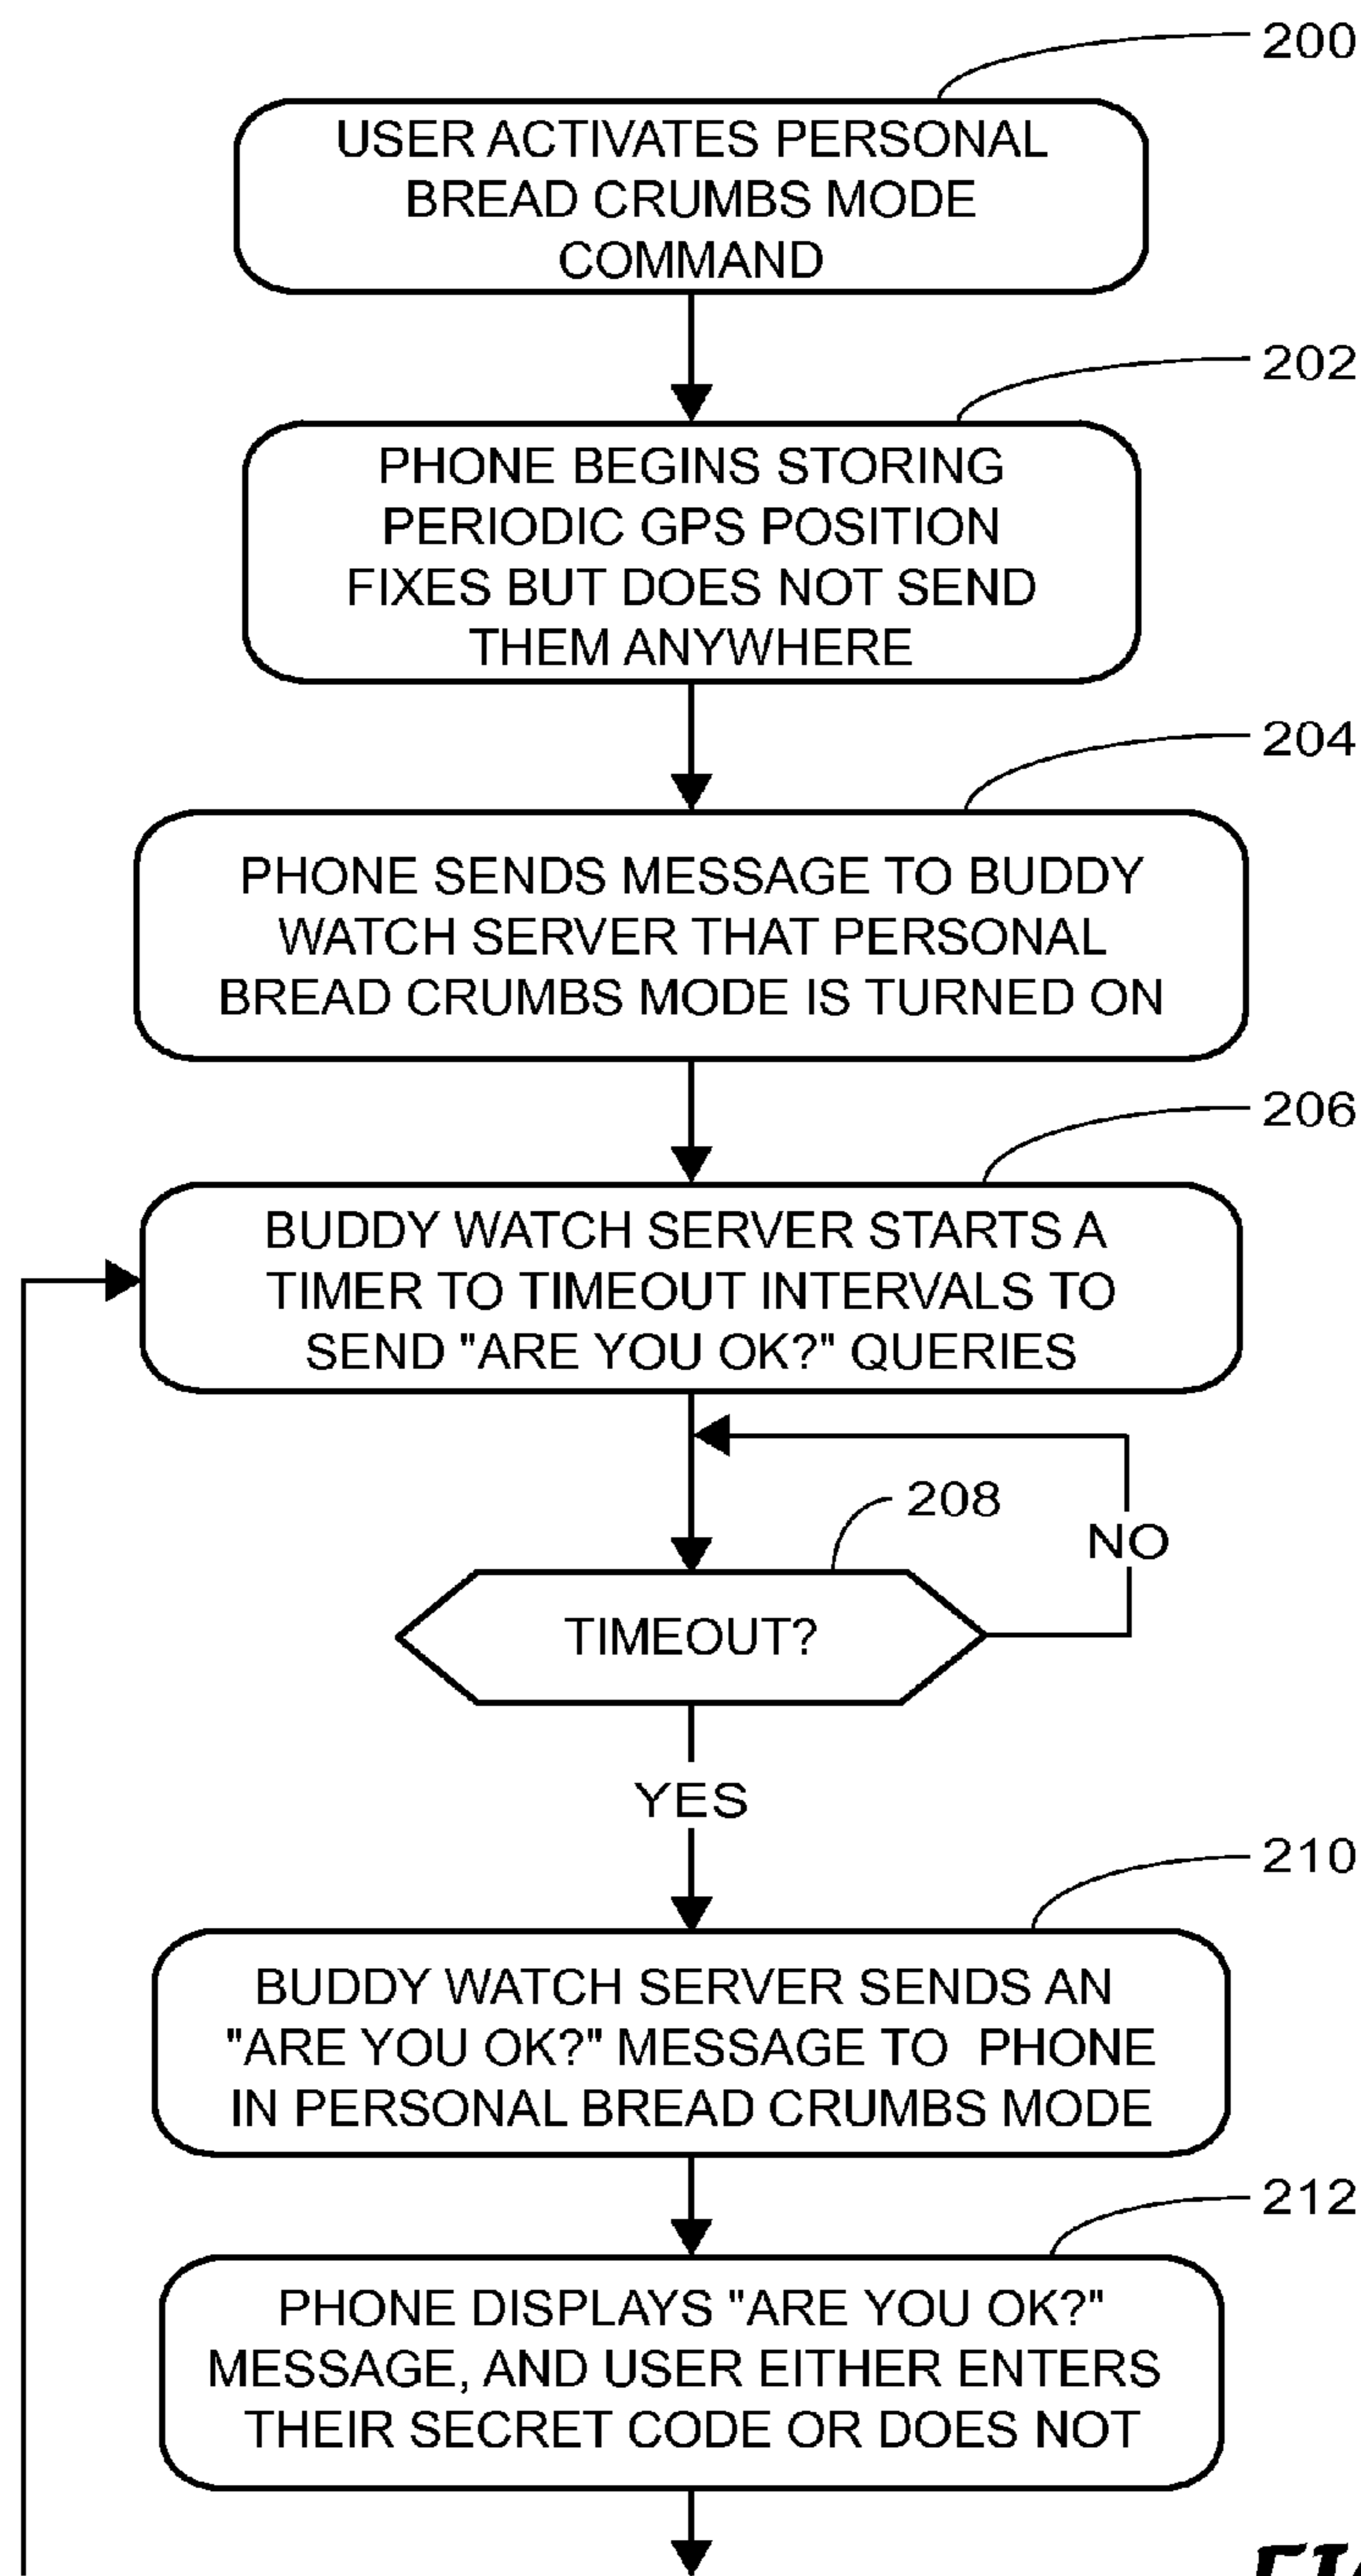 200
USER ACTIVATES PERSONAL
BREAD CRUMBS MODE
COMMAND
202
PHONE BEGINS STORING
PERIODIC GPS POSITION
FIXES BUT DOES NOT SEND
THEM ANYWHERE
204
PHONE SENDS MESSAGE TO BUDDY
WATCH SERVER THAT PERSONAL
BREAD CRUMBS MODE IS TURNED ON
206
BUDDY WATCH SERVER STARTS A
TIMER TO TIMEOUT INTERVALS TO
SEND "ARE YOU OK?" QUERIES
208
NO
TIMEOUT?
YES
210
BUDDY WATCH SERVER SENDS AN
"ARE YOU OK?" MESSAGE TO PHONE
IN PERSONAL BREAD CRUMBS MODE
212
PHONE DISPLAYS "ARE YOU OK?"
MESSAGE, AND USER EITHER ENTERS
THEIR SECRET CODE OR DOES NOT